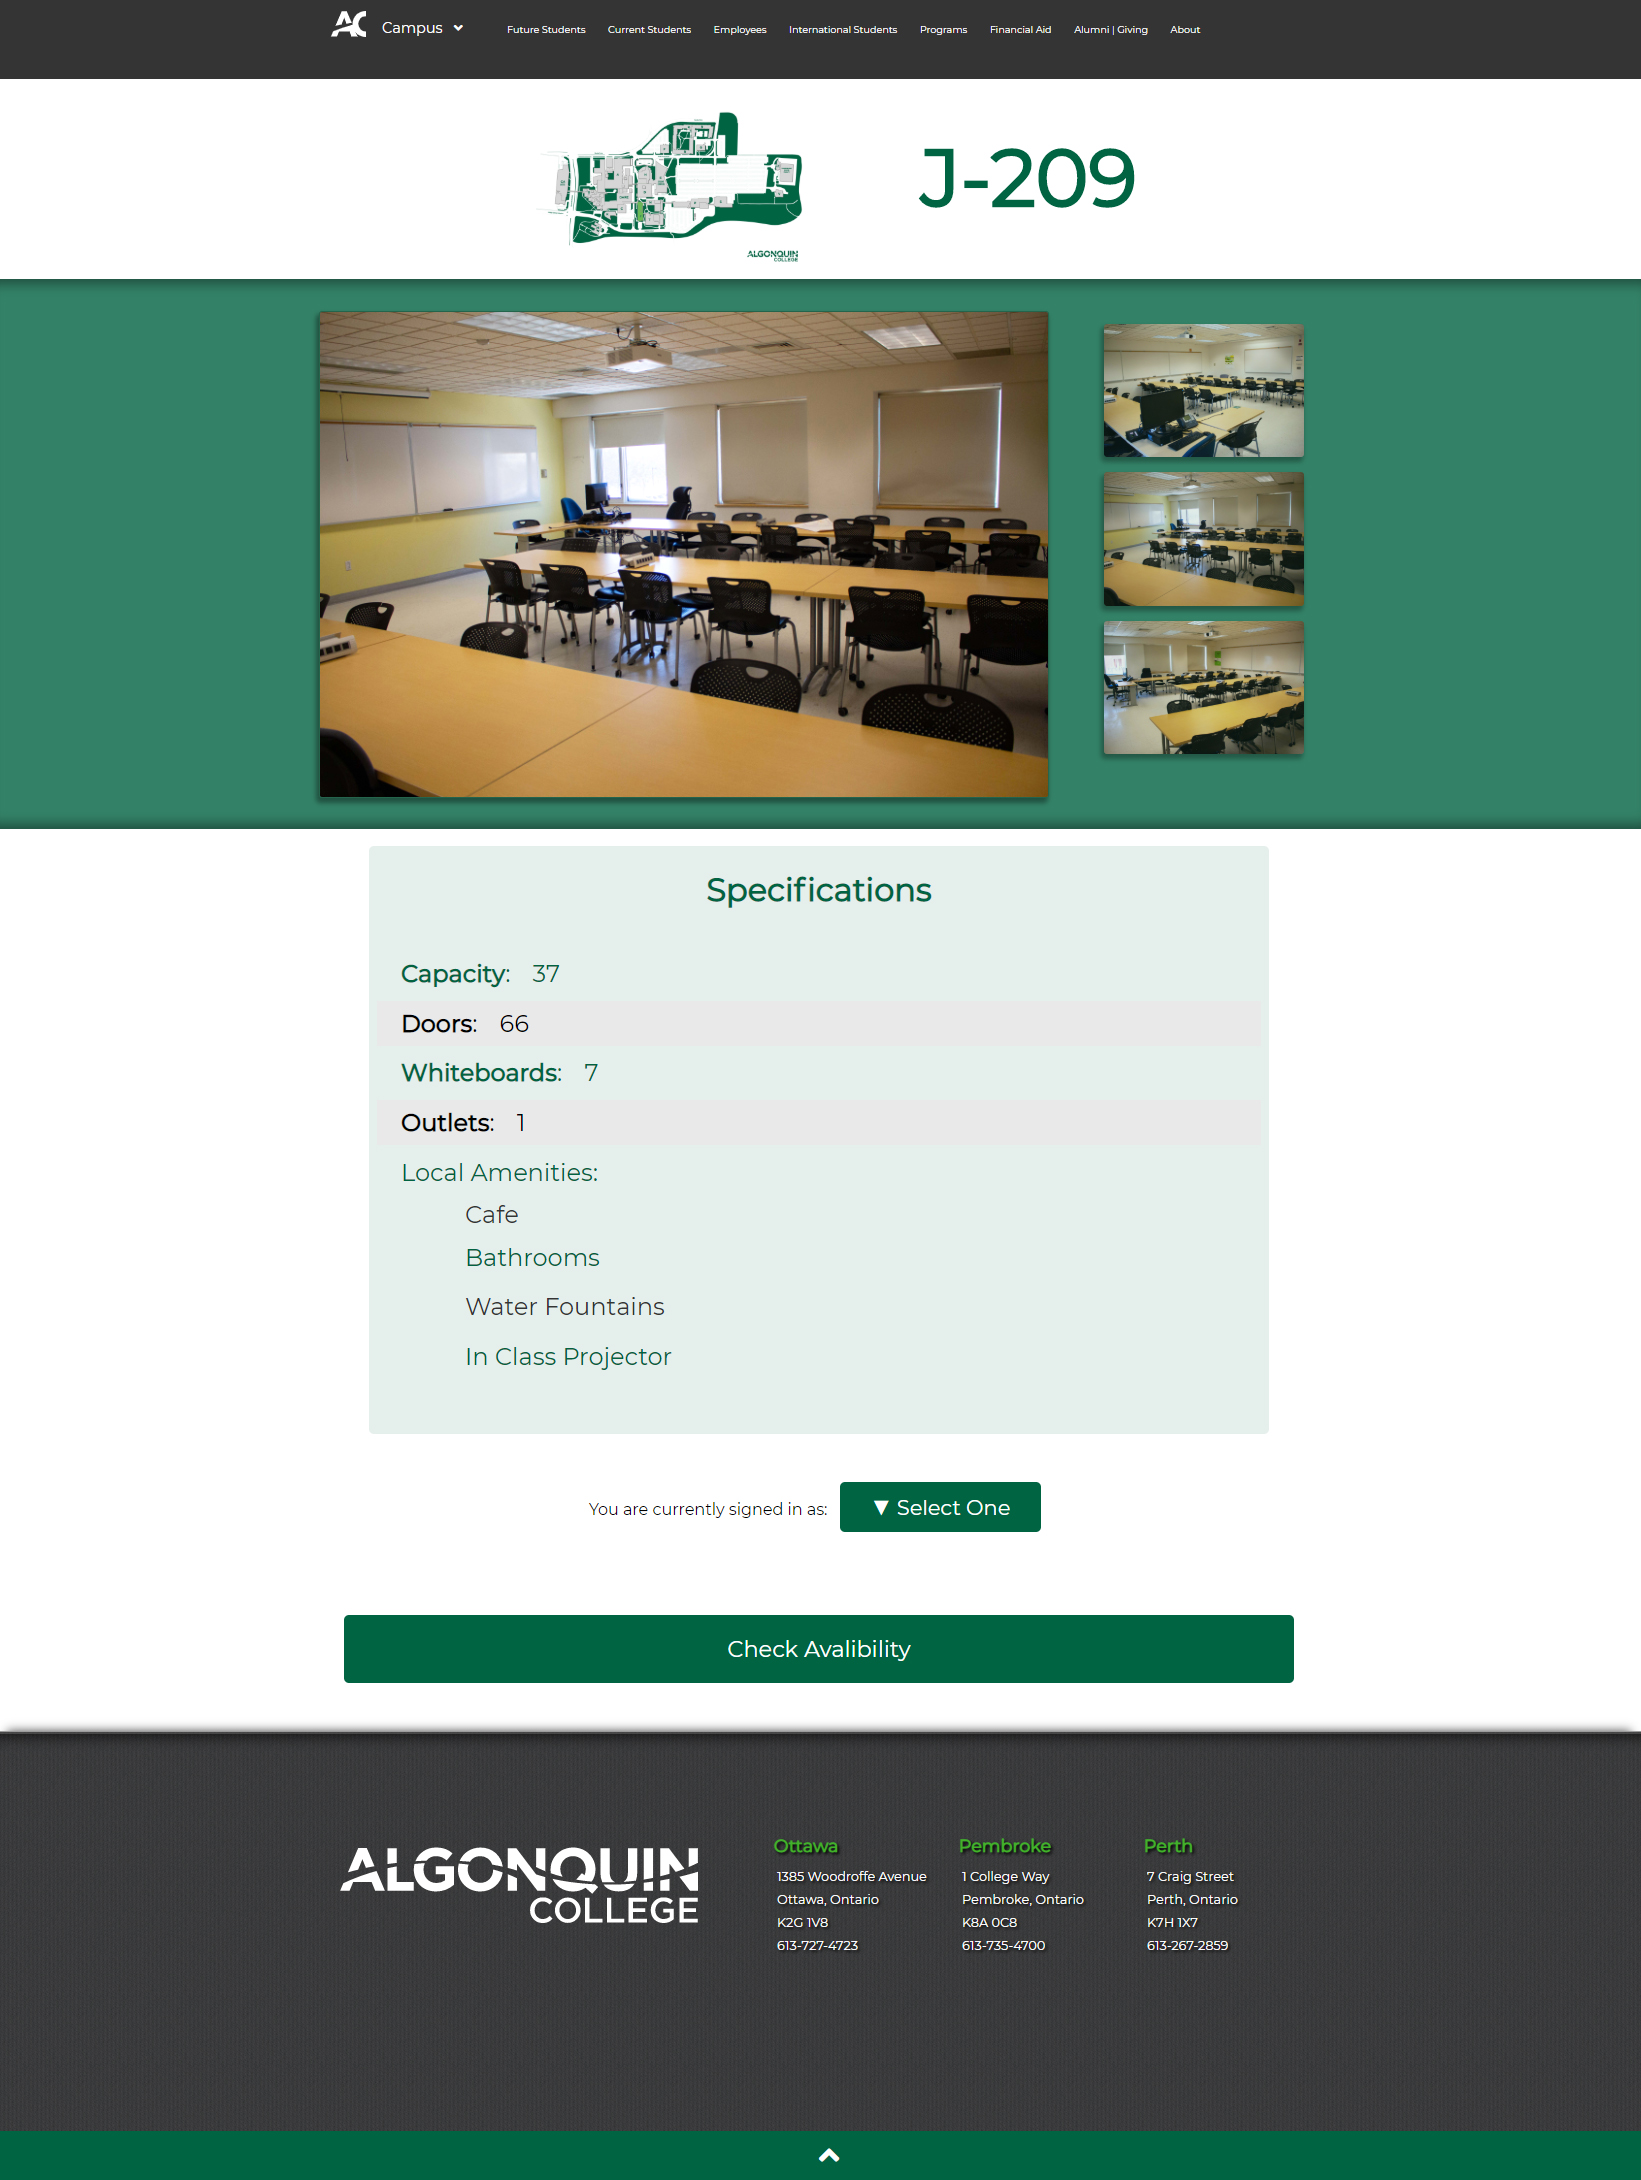 AC Campus Future Students Current Students Employees International Students Programs Financial Aid Alumni | Giving About
ALGONQUIN
COLLEGE
J-209
Specifications
Capacity: 37
Doors: 66
Whiteboards: 7
Outlets: 1
Local Amenities:
Cafe
Bathrooms
Water Fountains
In Class Projector
You are currently signed in as: ▼ Select One
Check Avalibility
ALGONQUIN
COLLEGE
Ottawa
1385 Woodroffe Avenue
Ottawa, Ontario
K2G 1V8
613-727-4723
Pembroke
1 College Way
Pembroke, Ontario
K8A 0C8
613-735-4700
Perth
7 Craig Street
Perth, Ontario
K7H 1X7
613-267-2859